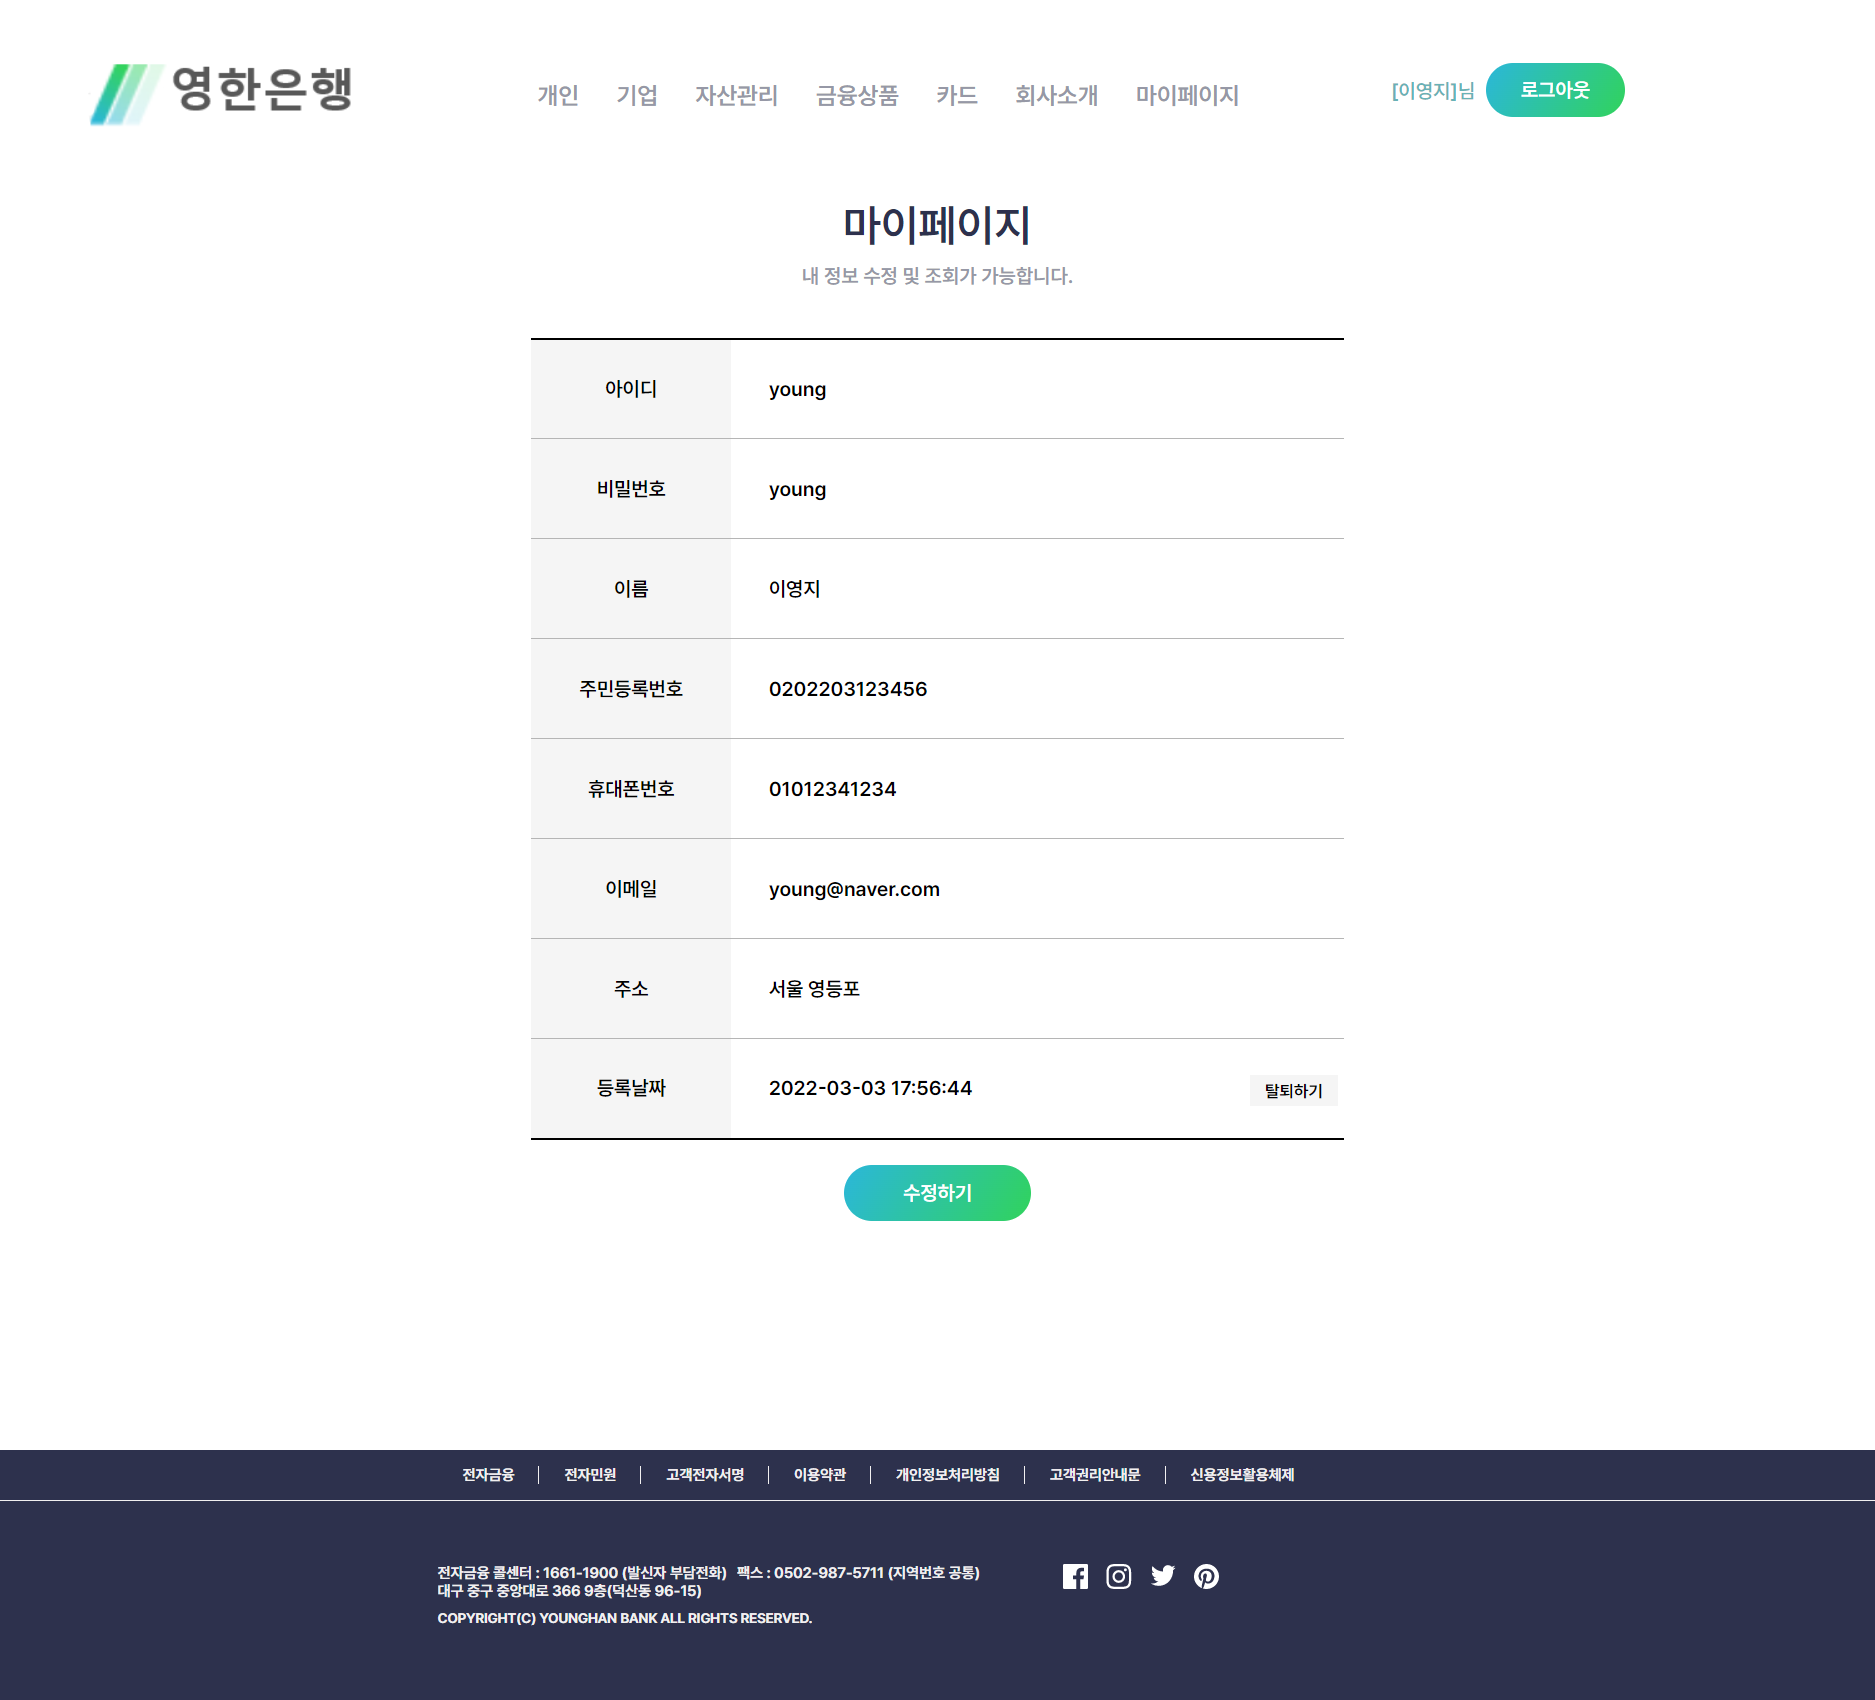 영한은행
개인 기업 자산관리 금융상품 카드 회사소개 마이페이지
[이영지]님 로그아웃
마이페이지
내 정보 수정 및 조회가 가능합니다.
아이디 young
비밀번호 young
이름 이영지
주민등록번호 0202203123456
휴대폰번호 01012341234
이메일 young@naver.com
주소 서울 영등포
등록날짜 2022-03-03 17:56:44 탈퇴하기
수정하기
전자금융 전자민원 고객전자서명 이용약관 개인정보처리방침 고객권리안내문 신용정보활용체제
전자금융 콜센터 : 1661-1900 (발신자 부담전화) 팩스 : 0502-987-5711 (지역번호 공통)
대구 중구 중앙대로 366 9층(덕산동 96-15)
COPYRIGHT(C) YOUNGHAN BANK ALL RIGHTS RESERVED.